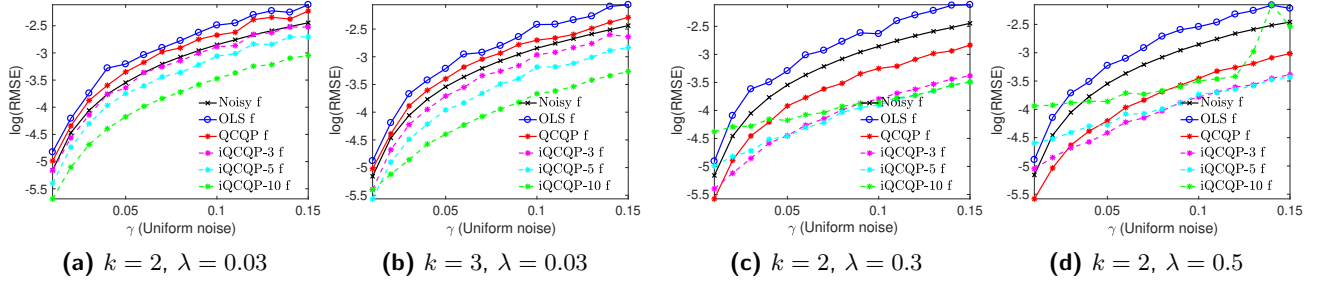 log(RMSE)
-2.5
-3
-3.5
-4
-4.5
-5
-5.5
Noisy f
OLS f
QCQP f
iQCQP-3 f
iQCQP-5 f
iQCQP-10 f
0.05
0.1
0.15
γ (Uniform noise)
(a) k = 2, λ = 0.03
log(RMSE)
-2.5
-3
-3.5
-4
-4.5
-5
-5.5
Noisy f
OLS f
QCQP f
iQCQP-3 f
iQCQP-5 f
iQCQP-10 f
0.05
0.1
0.15
γ (Uniform noise)
(b) k = 3, λ = 0.03
log(RMSE)
-2.5
-3
-3.5
-4
-4.5
-5
-5.5
Noisy f
OLS f
QCQP f
iQCQP-3 f
iQCQP-5 f
iQCQP-10 f
0.05
0.1
0.15
γ (Uniform noise)
(c) k = 2, λ = 0.3
log(RMSE)
-2.5
-3
-3.5
-4
-4.5
-5
-5.5
Noisy f
OLS f
QCQP f
iQCQP-3 f
iQCQP-5 f
iQCQP-10 f
0.05
0.1
0.15
γ (Uniform noise)
(d) k = 2, λ = 0.5